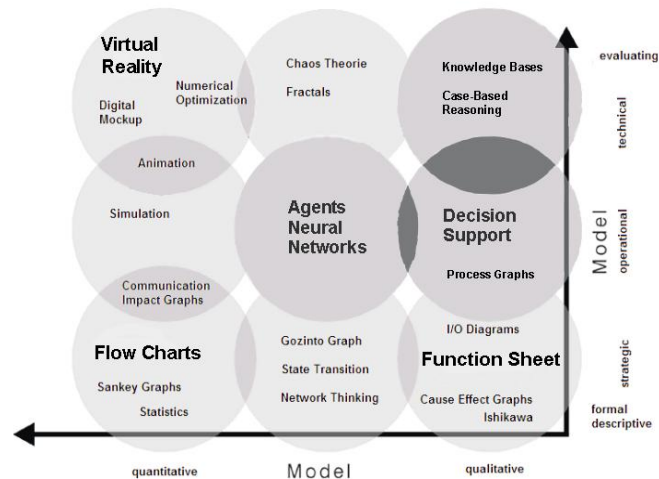 Virtual
Reality
Numerical
Optimization
Digital
Mockup
Chaos Theorie
Fractals
Knowledge Bases
Case-Based
Reasoning
evaluating
technical
Animation
Simulation
Agents
Neural
Networks
Decision
Support
Process Graphs
Model
operational
Communication
Impact Graphs
Flow Charts
Sankey Graphs
Statistics
Gozinto Graph
State Transition
Network Thinking
I/O Diagrams
Function Sheet
Cause Effect Graphs
Ishikawa
strategic
formal
descriptive
quantitative
Model
qualitative